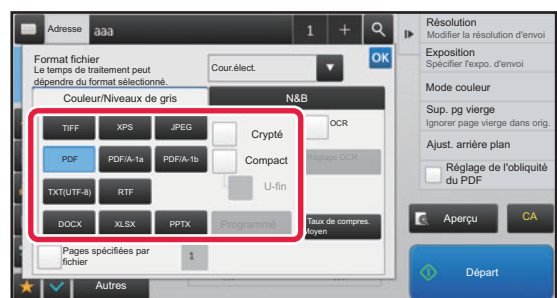 Adresse aaa 1 +
Format fichier
Le temps de traitement peut
dépendre du format sélectionné.
Cour.élect.
OK
Couleur/Niveaux de gris
N&B
TIFF XPS JPEG Crypté OCR
PDF PDF/A-1a PDF/A-1b Compact Réglage OCR
TXT(UTF-8) RTF U-fin
DOCX XLSX PPTX Programmé Taux de compres.
Moyen
Pages spécifiées par
fichier
1
Autres
Résolution
Modifier la résolution d'envoi
Exposition
Spécifier l'expo. d'envoi
Mode couleur
Sup. pg vierge
Ignorer page vierge dans orig.
Ajust. arrière plan
Réglage de l'obliquité
du PDF
Aperçu CA
Départ